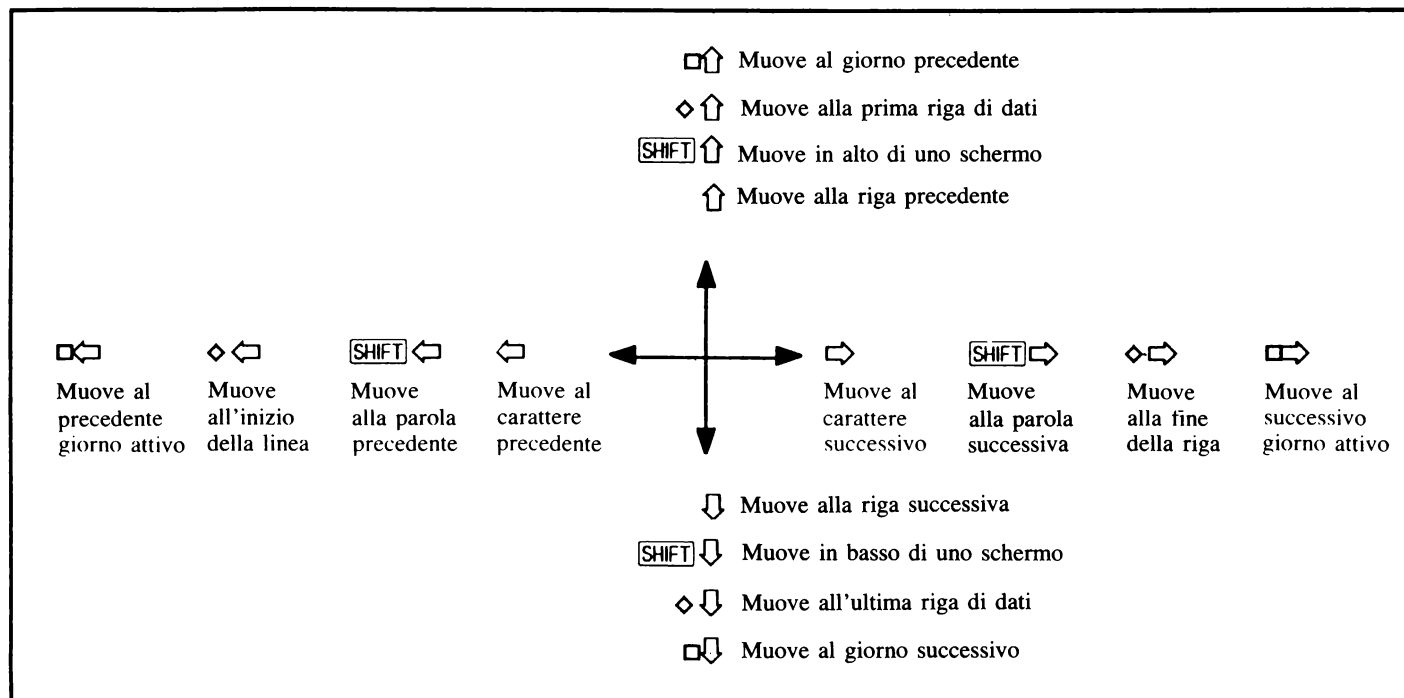 □⇧ Muove al giorno precedente
◇⇧ Muove alla prima riga di dati
SHIFT ⇧ Muove in alto di uno schermo
⇧ Muove alla riga precedente
□⇦
Muove al
precedente
giorno attivo
◇⇦
Muove
all'inizio
della linea
SHIFT ⇦
Muove
alla parola
precedente
⇦
Muove al
carattere
precedente
⇨
Muove al
carattere
successivo
SHIFT ⇨
Muove
alla parola
successiva
◇⇨
Muove
alla fine
della riga
□⇨
Muove al
successivo
giorno attivo
⇩ Muove alla riga successiva
SHIFT ⇩ Muove in basso di uno schermo
◇⇩ Muove all'ultima riga di dati
□⇩ Muove al giorno successivo